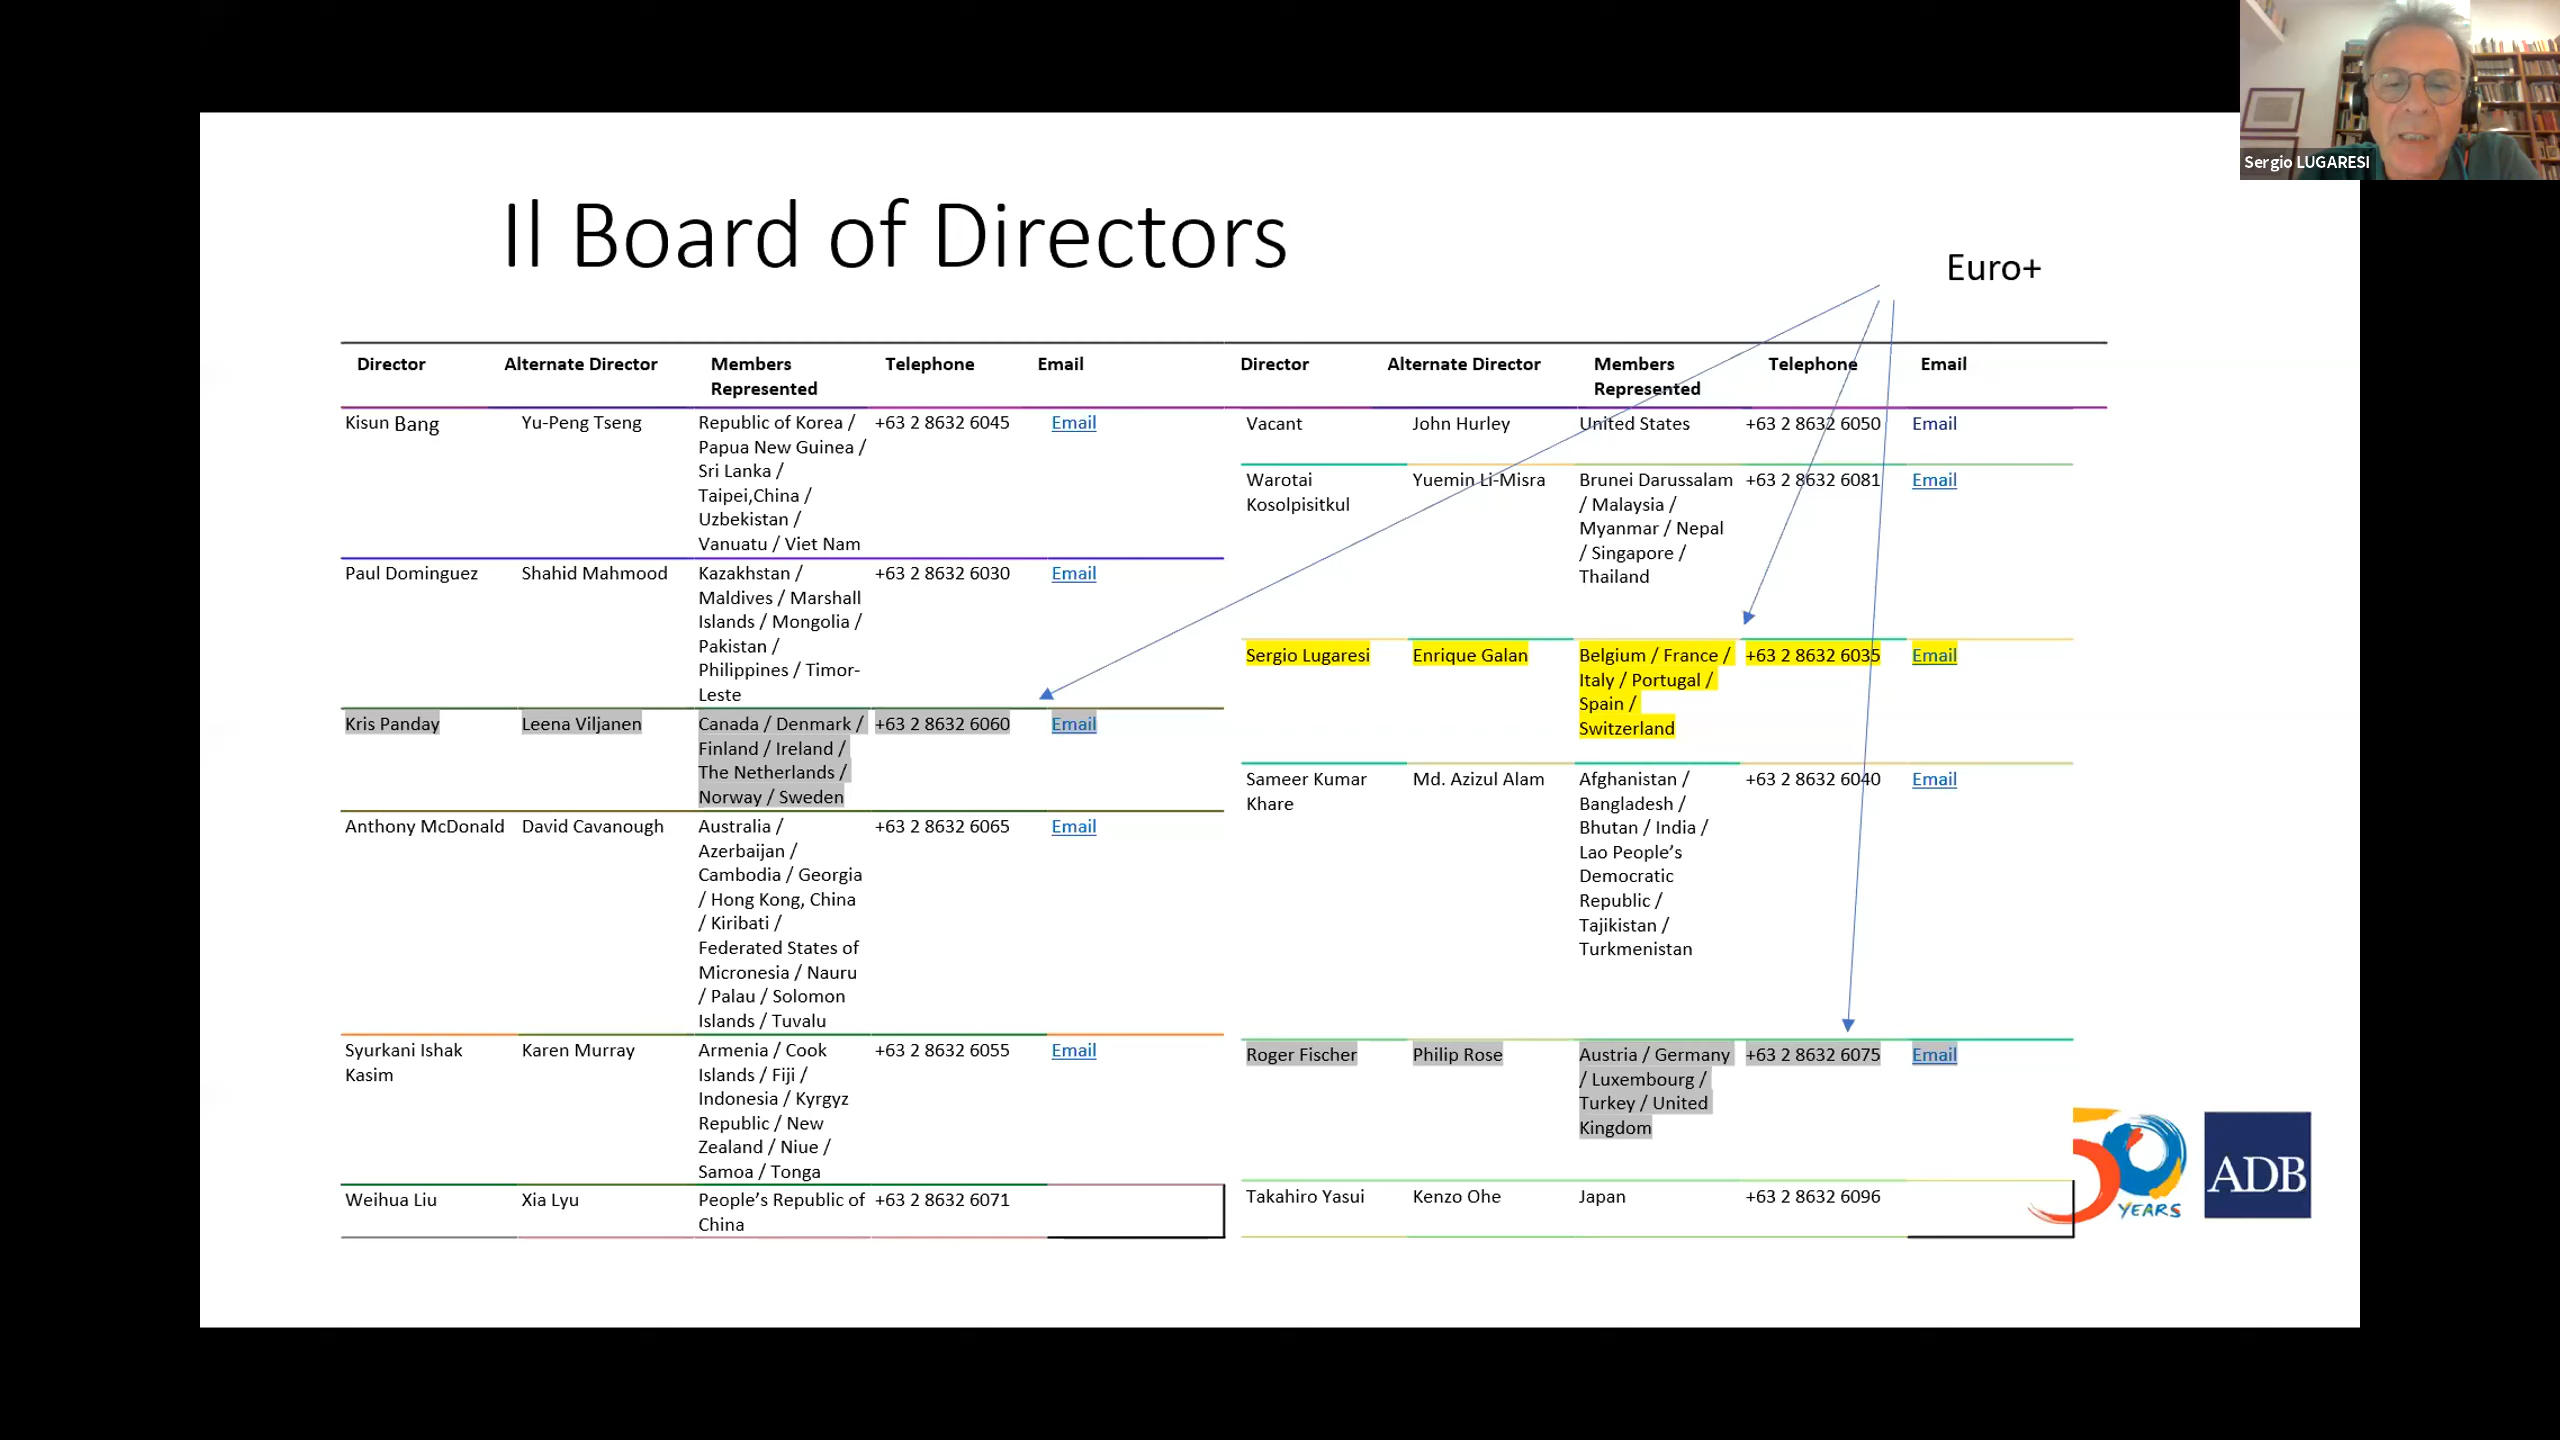 Sergio LUGARESI
Il Board of Directors
Euro+
Director Alternate Director Members Represented Telephone Email
Kisun Bang Yu-Peng Tseng Republic of Korea / +63 2 8632 6045 Email
Papua New Guinea /
Sri Lanka /
Taipei,China /
Uzbekistan /
Vanuatu / Viet Nam
Paul Dominguez Shahid Mahmood Kazakhstan / +63 2 8632 6030 Email
Maldives / Marshall
Islands / Mongolia /
Pakistan /
Philippines / Timor-
Leste
Kris Panday Leena Viljanen Canada / Denmark / +63 2 8632 6060 Email
Finland / Ireland /
The Netherlands /
Norway / Sweden
Anthony McDonald David Cavanough Australia / +63 2 8632 6065 Email
Azerbaijan /
Cambodia / Georgia
/ Hong Kong, China
/ Kiribati /
Federated States of
Micronesia / Nauru
/ Palau / Solomon
Islands / Tuvalu
Syurkani Ishak Karen Murray Armenia / Cook +63 2 8632 6055 Email
Kasim Islands / Fiji /
Indonesia / Kyrgyz
Republic / New
Zealand / Niue /
Samoa / Tonga
Weihua Liu Xia Lyu People's Republic of +63 2 8632 6071
China
Director Alternate Director Members Represented Telephone Email
Vacant John Hurley United States +63 2 8632 6050 Email
Warotai Yuemin Li-Misra Brunei Darussalam +63 2 8632 6081 Email
Kosolpisitkul / Malaysia /
Myanmar / Nepal
/ Singapore /
Thailand
Sergio Lugaresi Enrique Galan Belgium / France / +63 2 8632 6035 Email
Italy / Portugal /
Spain /
Switzerland
Sameer Kumar Md. Azizul Alam Afghanistan / +63 2 8632 6040 Email
Khare Bangladesh /
Bhutan / India /
Lao People's
Democratic
Republic /
Tajikistan /
Turkmenistan
Roger Fischer Philip Rose Austria / Germany +63 2 8632 6075 Email
/ Luxembourg /
Turkey / United
Kingdom
Takahiro Yasui Kenzo Ohe Japan +63 2 8632 6096
50
YEARS
ADB